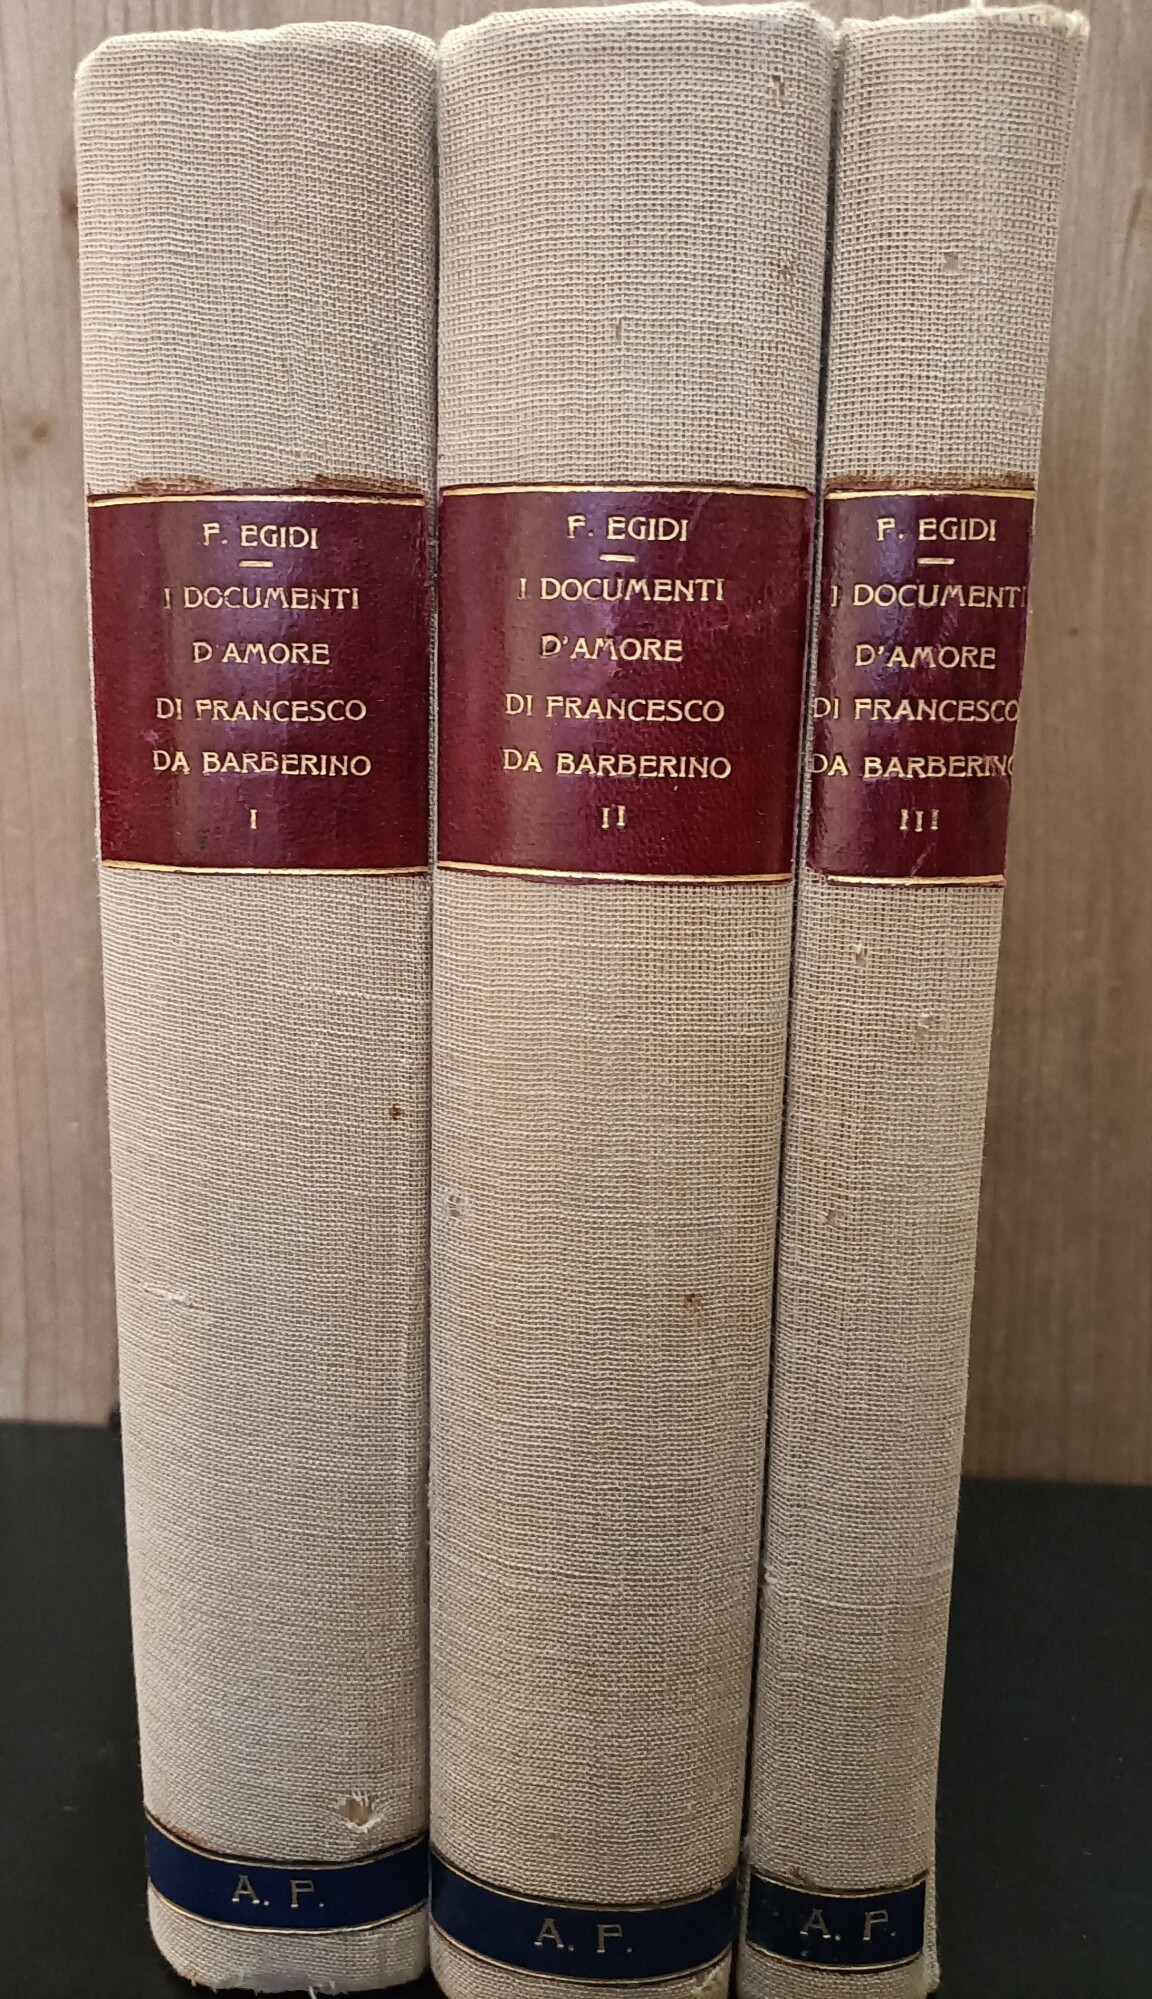 F. EGIDI
I DOCUMENTI
D'AMORE
DI FRANCESCO
DA BARBERINO
I
A. F.
F. EGIDI
I DOCUMENTI
D'AMORE
DI FRANCESCO
DA BARBERINO
II
A. F.
F. EGIDI
I DOCUMENTI
D'AMORE
DI FRANCESCO
DA BARBERINO
III
A. F.